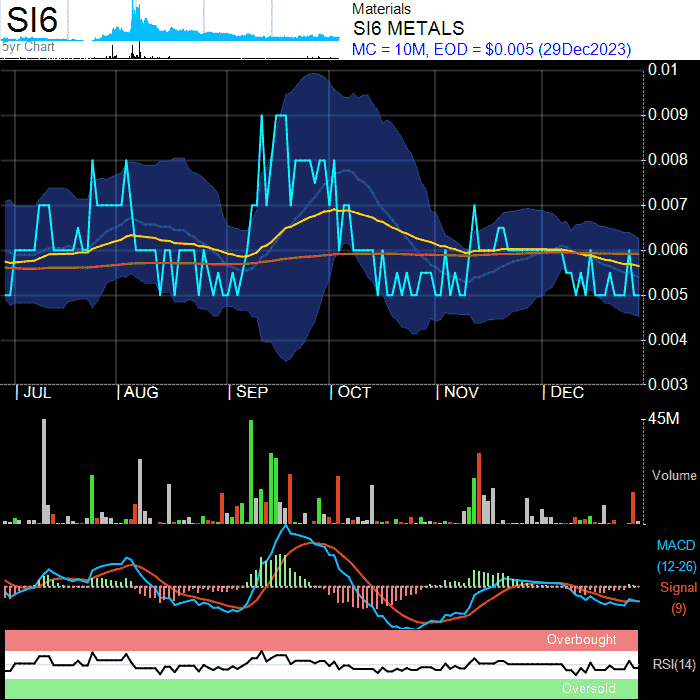 SI6
5yr Chart
Materials
SI6 METALS
MC = 10M, EOD = $0.005 (29Dec2023)
0.01
0.009
0.008
0.007
0.006
0.005
0.004
0.003
JUL AUG SEP OCT NOV DEC
45M
Volume
MACD
(12-26)
Signal
(9)
Overbought
RSI(14)
Oversold